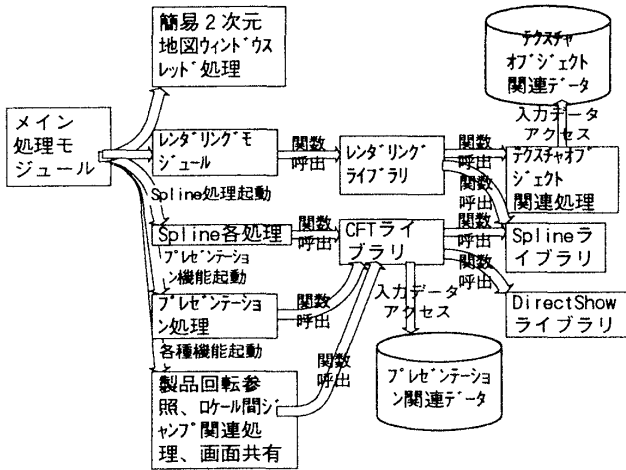 簡易2次元
地図ウィンドウス
レッド処理
メイン
処理モ
ジュール
レンダリングモ
ジュール
Spline処理起動
Spline各処理
プレゼンテーショ
ン機能起動
プレゼンテーショ
ン処理
各種機能起動
製品回転参
照、ロケール間ジ
ャンプ関連処
理、画面共有
関数
呼出
関数
呼出
関数
呼出
関数
呼出
レンダリング
ライブラリ
CFTライ
ブラリ
入力データ
アクセス
プレゼンテーショ
ン関連データ
関数
呼出
関数
呼出
関数
呼出
関数
呼出
テクスチャ
オブジェクト
関連データ
入力データ
アクセス
テクスチャオブ
ジェクト
関連処理
Splineラ
イブラリ
DirectShow
ライブラリ